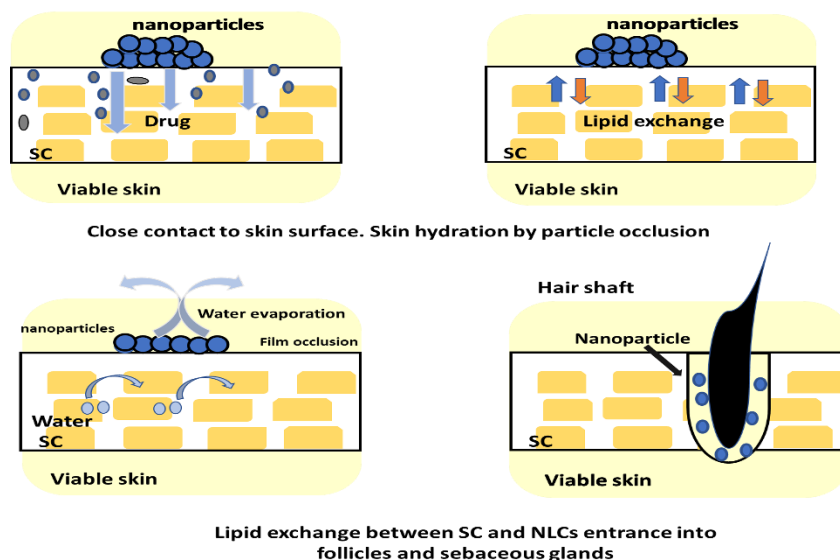 nanoparticles
Drug
SC
Viable skin
nanoparticles
Lipid exchange
SC
Viable skin
Close contact to skin surface. Skin hydration by particle occlusion
Water evaporation
nanoparticles
Film occlusion
Water
SC
Viable skin
Hair shaft
Nanoparticle
SC
Viable skin
Lipid exchange between SC and NLCs entrance into
follicles and sebaceous glands